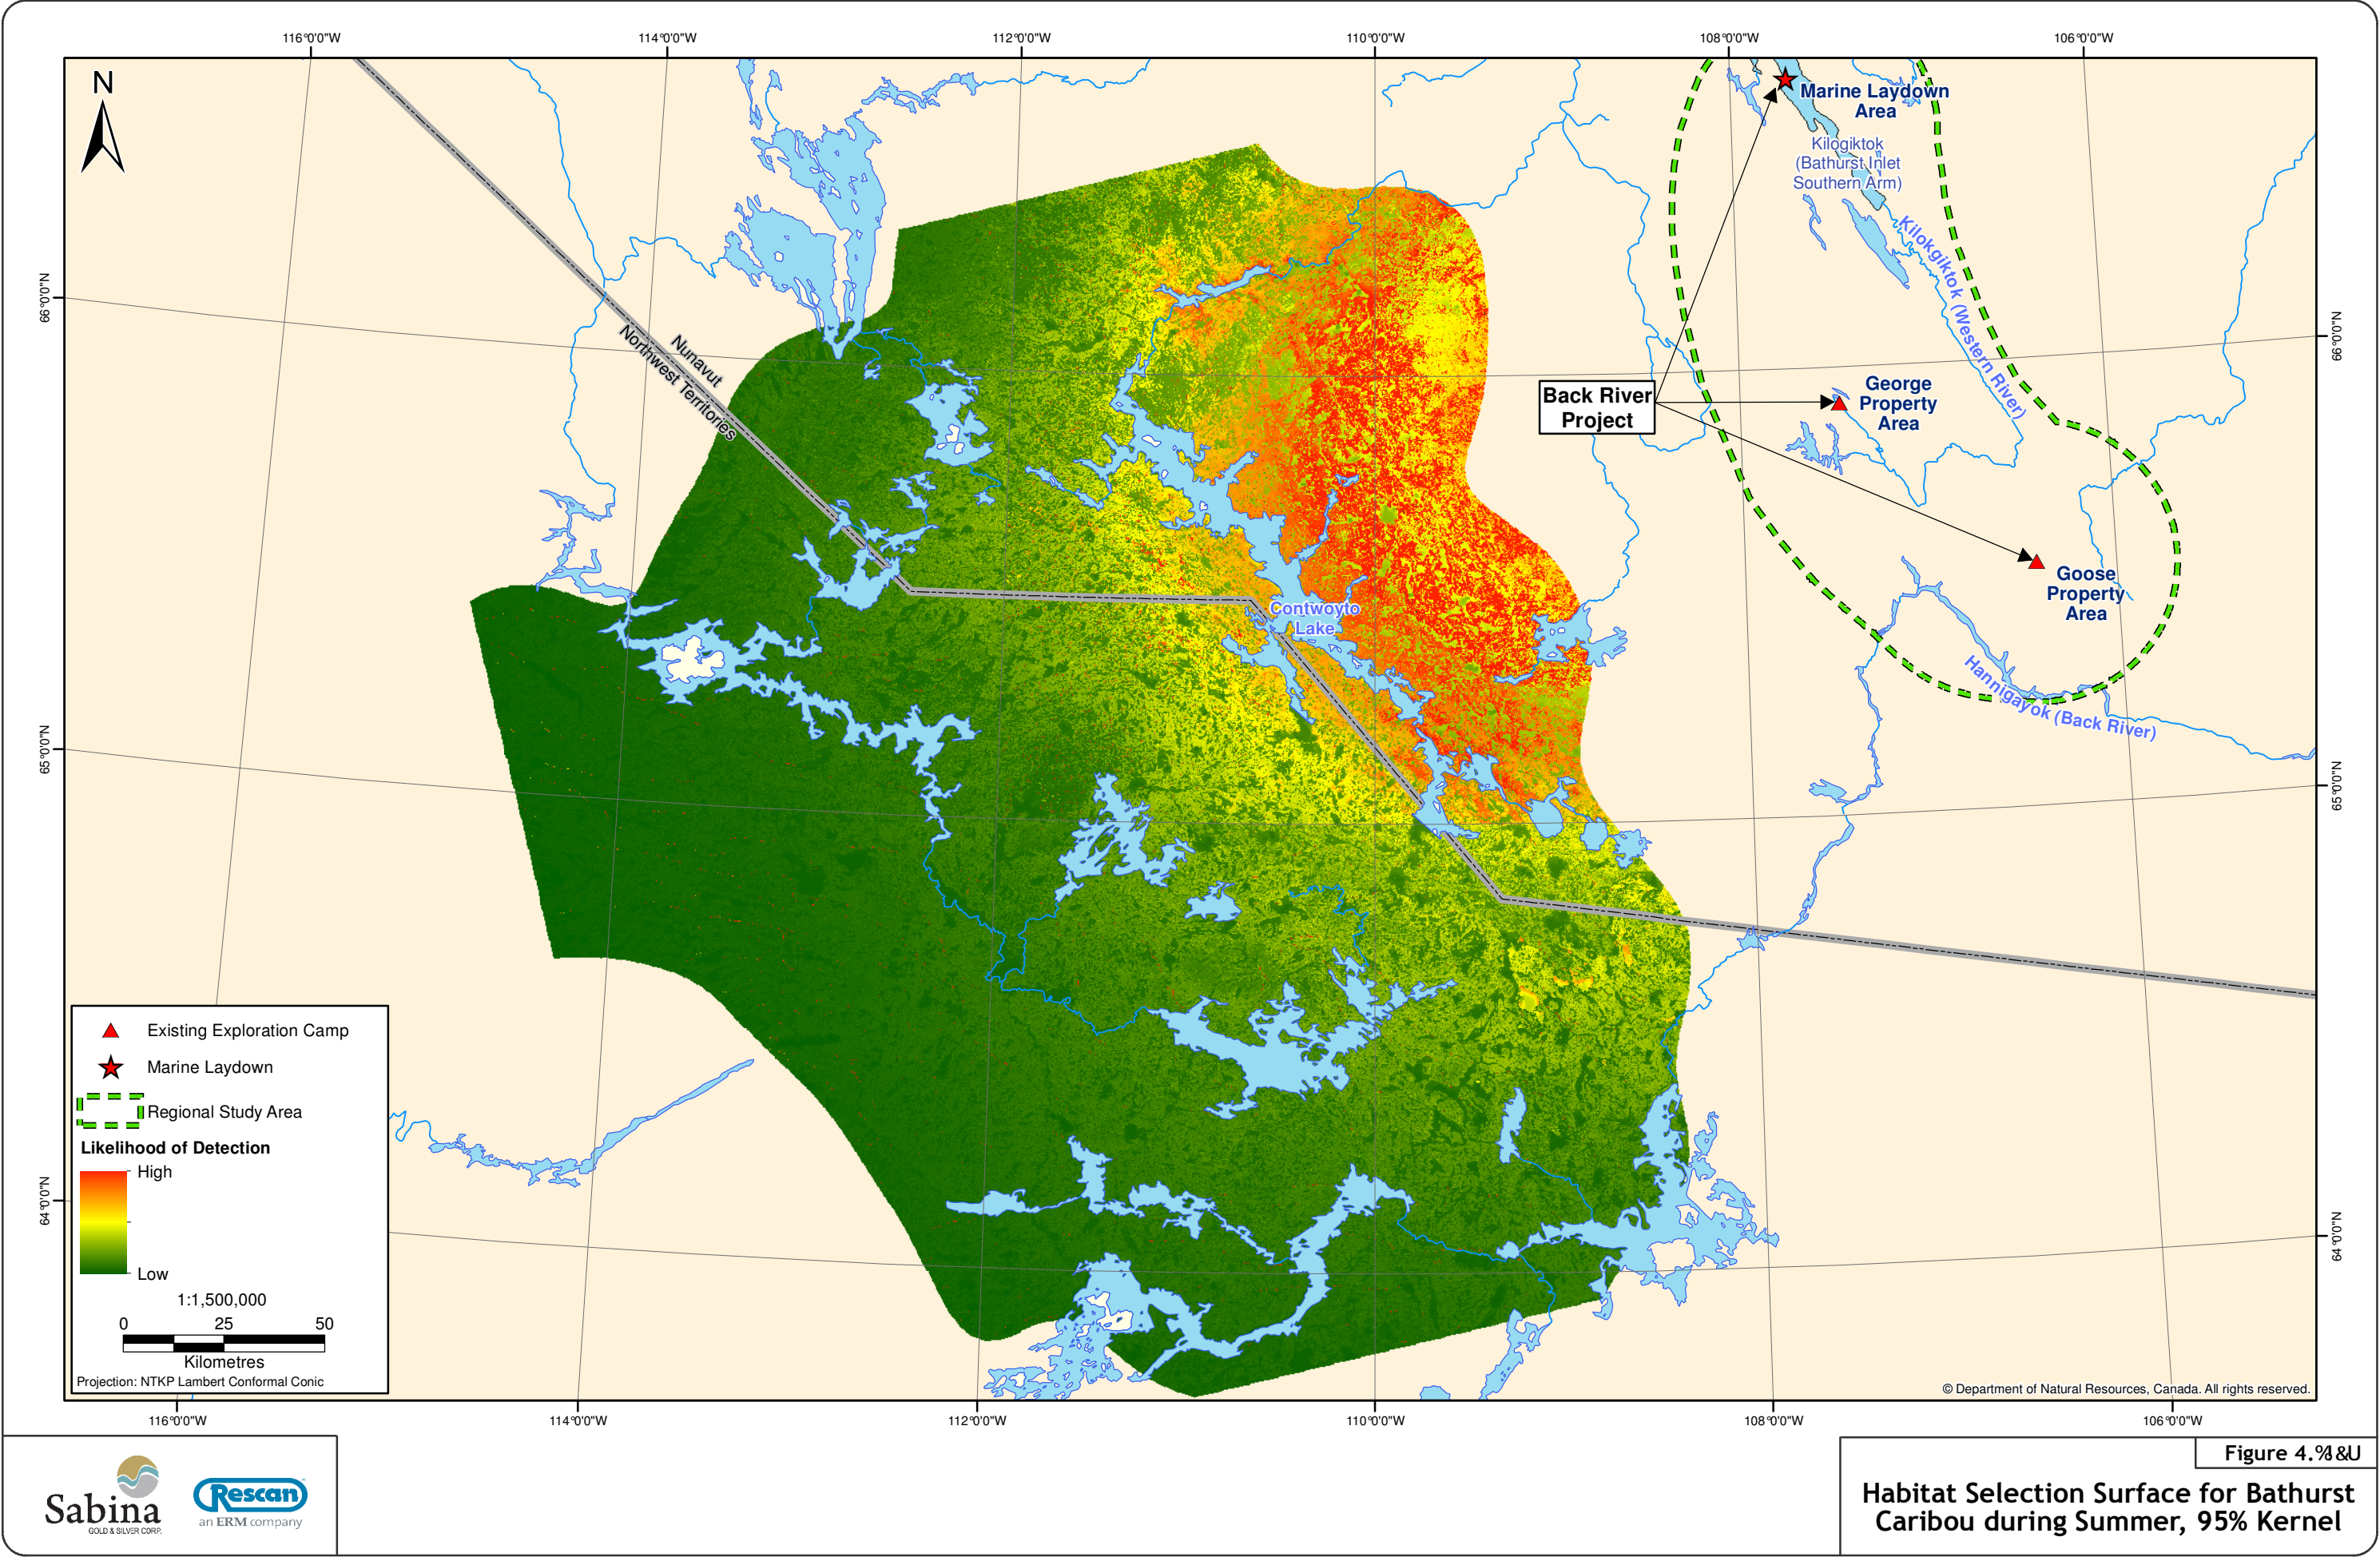 116°0'0"W
114°0'0"W
112°0'0"W
110°0'0"W
108°0'0"W
106°0'0"W
N
Marine Laydown
Area
Kilogiktok
(Bathurst Inlet
Southern Arm)
Kilokgiktok (Western River)
66°0'0"N
66°0'0"N
Nunavut
Northwest Territories
Back River
Project
George
Property
Area
Goose
Property
Area
Contwoyto
Lake
Hannigayok (Back River)
65°0'0"N
65°0'0"N
Existing Exploration Camp
Marine Laydown
Regional Study Area
Likelihood of Detection
High
Low
1:1,500,000
0 25 50
Kilometres
Projection: NTKP Lambert Conformal Conic
64°0'0"N
64°0'0"N
© Department of Natural Resources, Canada. All rights reserved.
116°0'0"W
114°0'0"W
112°0'0"W
110°0'0"W
108°0'0"W
106°0'0"W
Sabina
GOLD & SILVER CORP.
Rescan
an ERM company
Figure
Habitat Selection Surface for Bathurst
Caribou during Summer, 95% Kernel